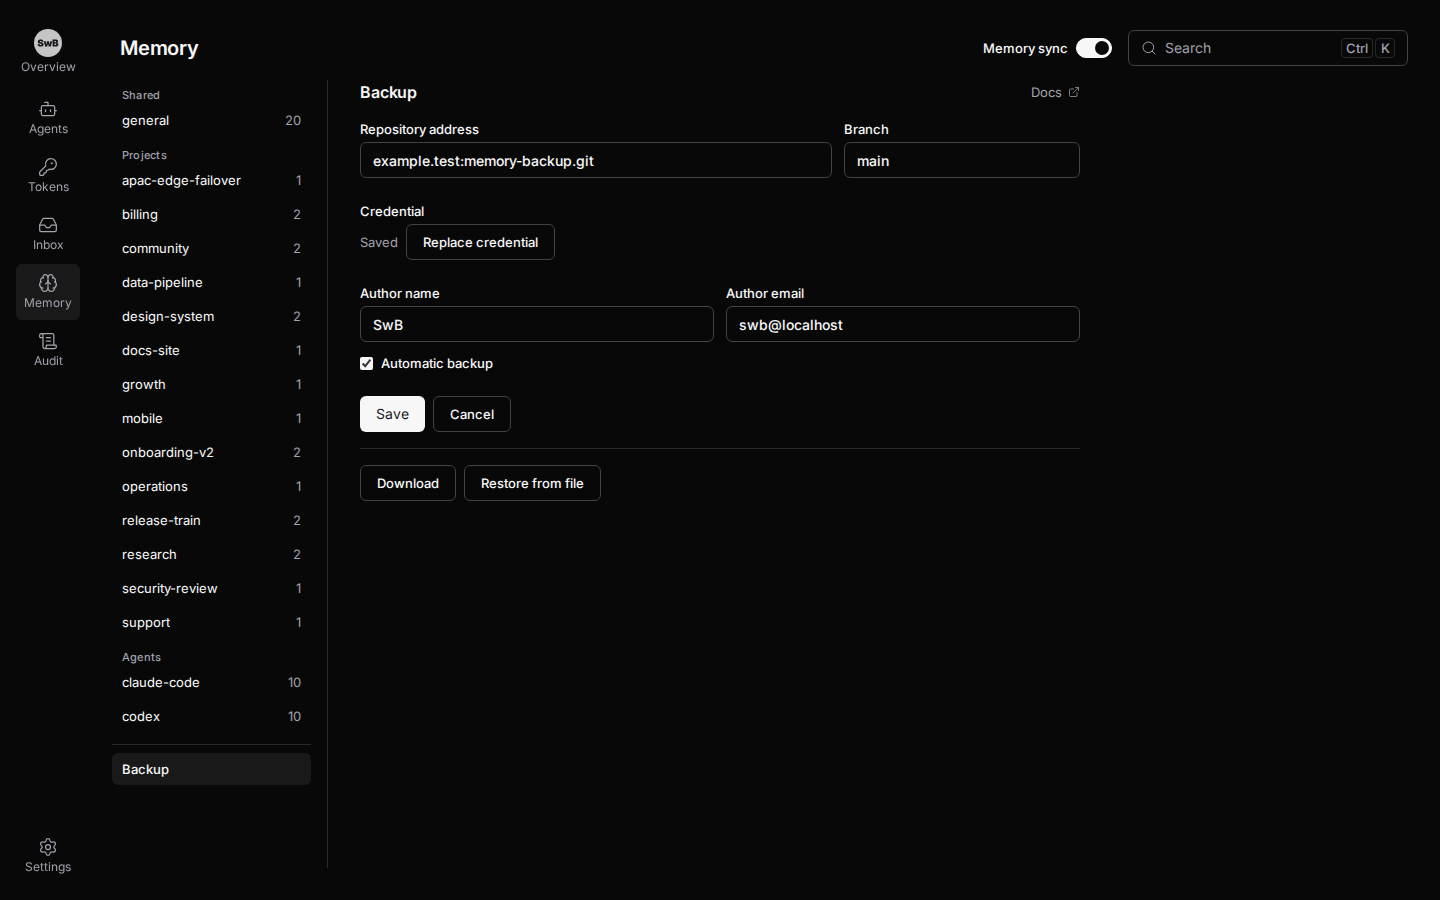 SwB
Overview
Agents
Tokens
Inbox
Memory
Audit
Settings
Memory
Memory sync
Search Ctrl K
Shared
general 20
Projects
apac-edge-failover 1
billing 2
community 2
data-pipeline 1
design-system 2
docs-site 1
growth 1
mobile 1
onboarding-v2 2
operations 1
release-train 2
research 2
security-review 1
support 1
Agents
claude-code 10
codex 10
Backup
Backup Docs
Repository address Branch
example.test:memory-backup.git main
Credential
Saved Replace credential
Author name Author email
SwB swb@localhost
Automatic backup
Save Cancel
Download Restore from file